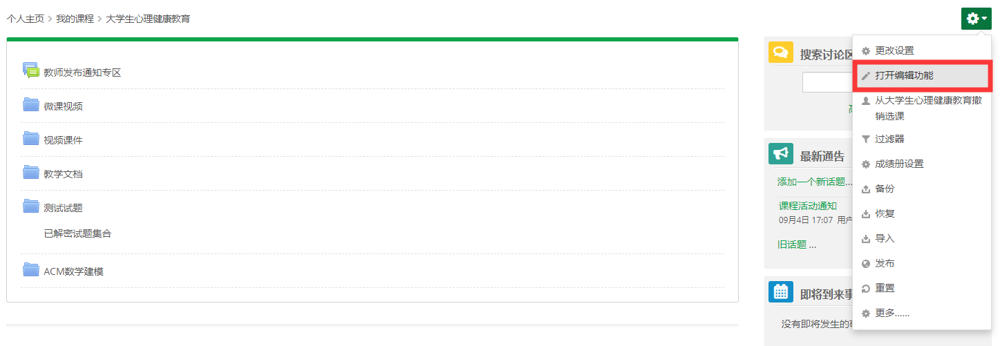 个人主页 > 我的课程 > 大学生心理健康教育
教师发布通知专区
微课视频
视频课件
教学文档
测试试题
已解密试题集合
ACM数学建模
搜索讨论区
最新通告
添加一个新话题...
课程活动通知
09月4日 17:07 用户
旧话题 ...
即将到来事
没有即将发生的
更改设置
打开编辑功能
从大学生心理健康教育撤
销选课
过滤器
成绩册设置
备份
恢复
导入
发布
重置
更多......